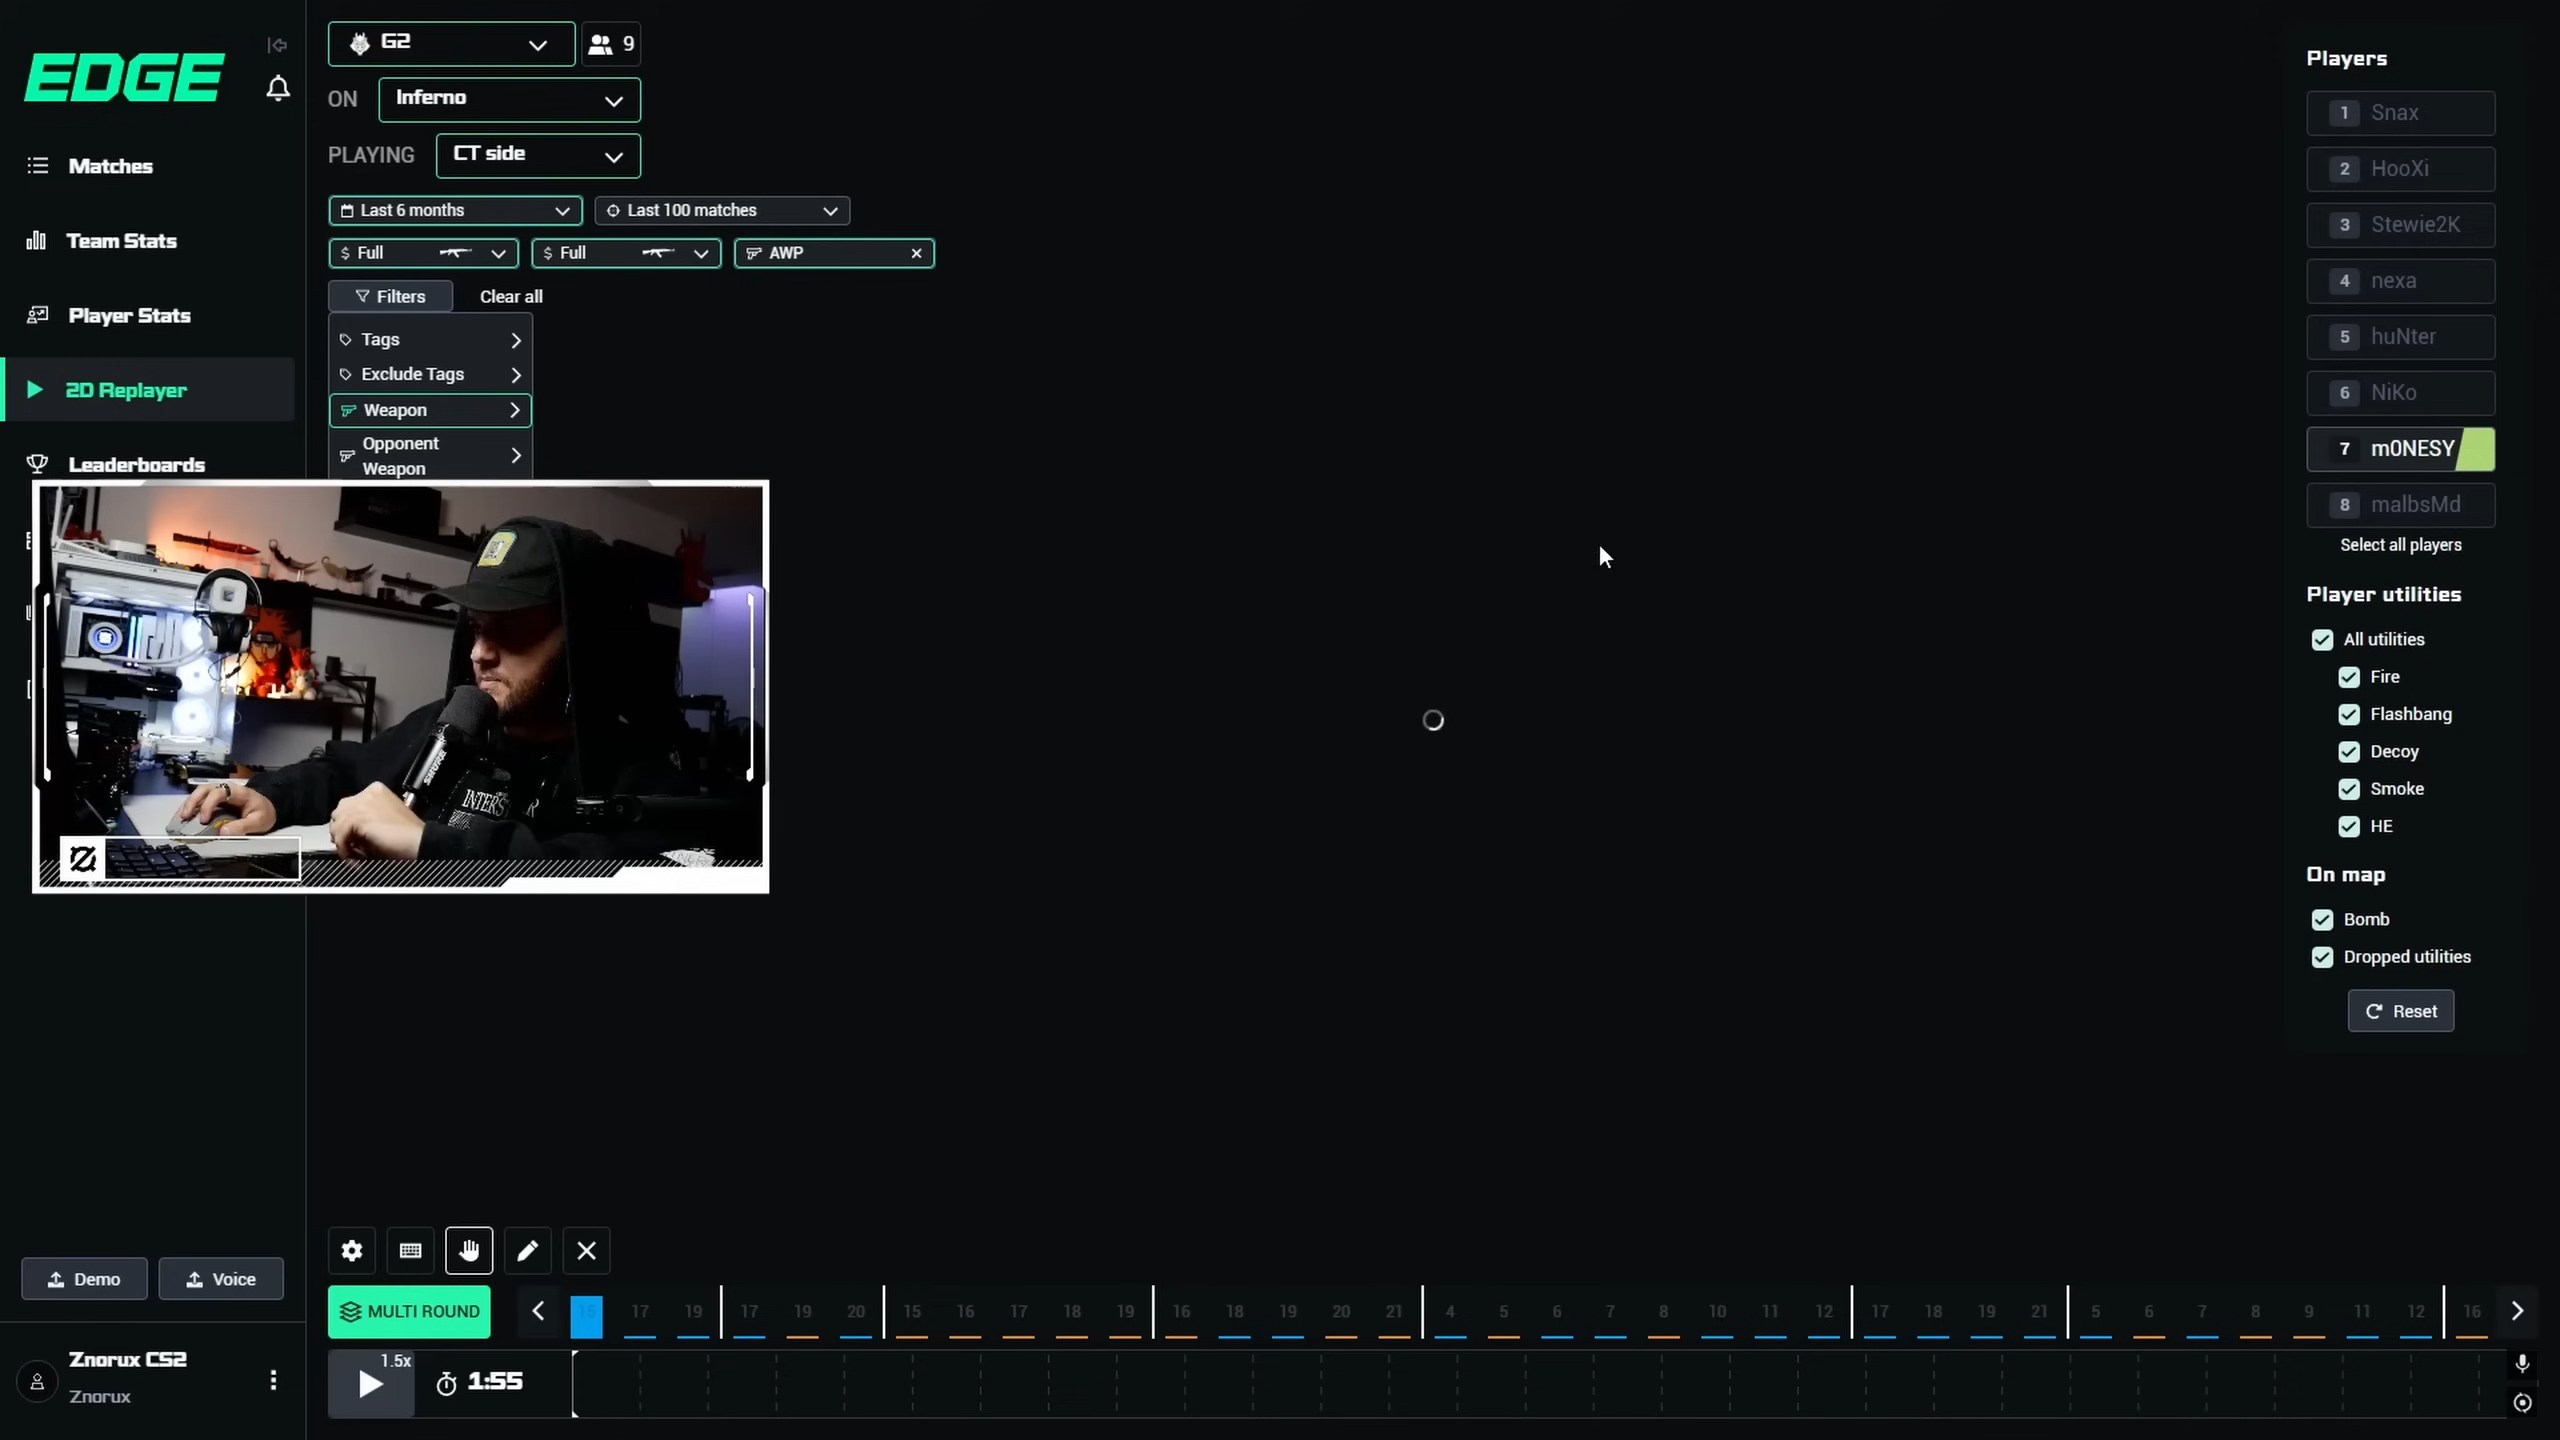 EDGE
Matches
Team Stats
Player Stats
2D Replayer
Leaderboards
G2
9
ON
Inferno
PLAYING
CT side
Last 6 months
Last 100 matches
$ Full
$ Full
AWP
Filters
Clear all
Tags
Exclude Tags
Weapon
Opponent
Weapon
SHURE
Players
1 Snax
2 HooXi
3 Stewie2K
4 nexa
5 huNter
6 NiKo
7 m0NESY
8 malbsMd
Select all players
Player utilities
All utilities
Fire
Flashbang
Decoy
Smoke
HE
On map
Bomb
Dropped utilities
Reset
Demo
Voice
MULTI ROUND
15 17 19 17 19 20 15 16 17 18 19 16 18 19 20 21 4 5 6 7 8 10 11 12 17 18 19 21 5 6 7 8 9 11 12 16
Znorux CS2
Znorux
1.5x
1:55